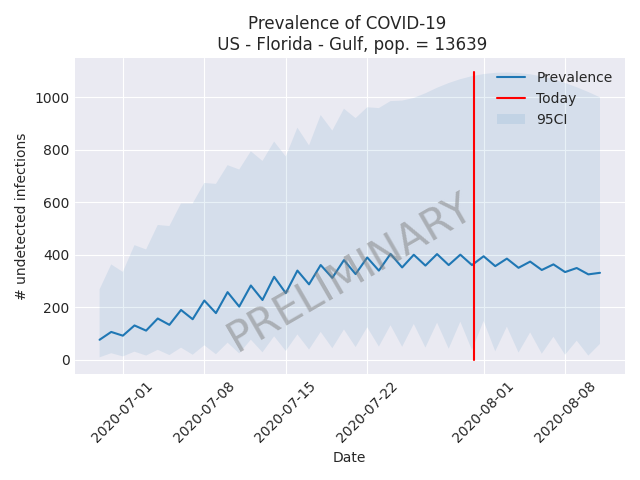 Prevalence of COVID-19
US - Florida - Gulf, pop. = 13639
Prevalence
Today
95CI
1000
800
600
400
200
0
# undetected infections
PRELIMINARY
2020-07-01
2020-07-08
2020-07-15
2020-07-22
2020-08-01
2020-08-08
Date